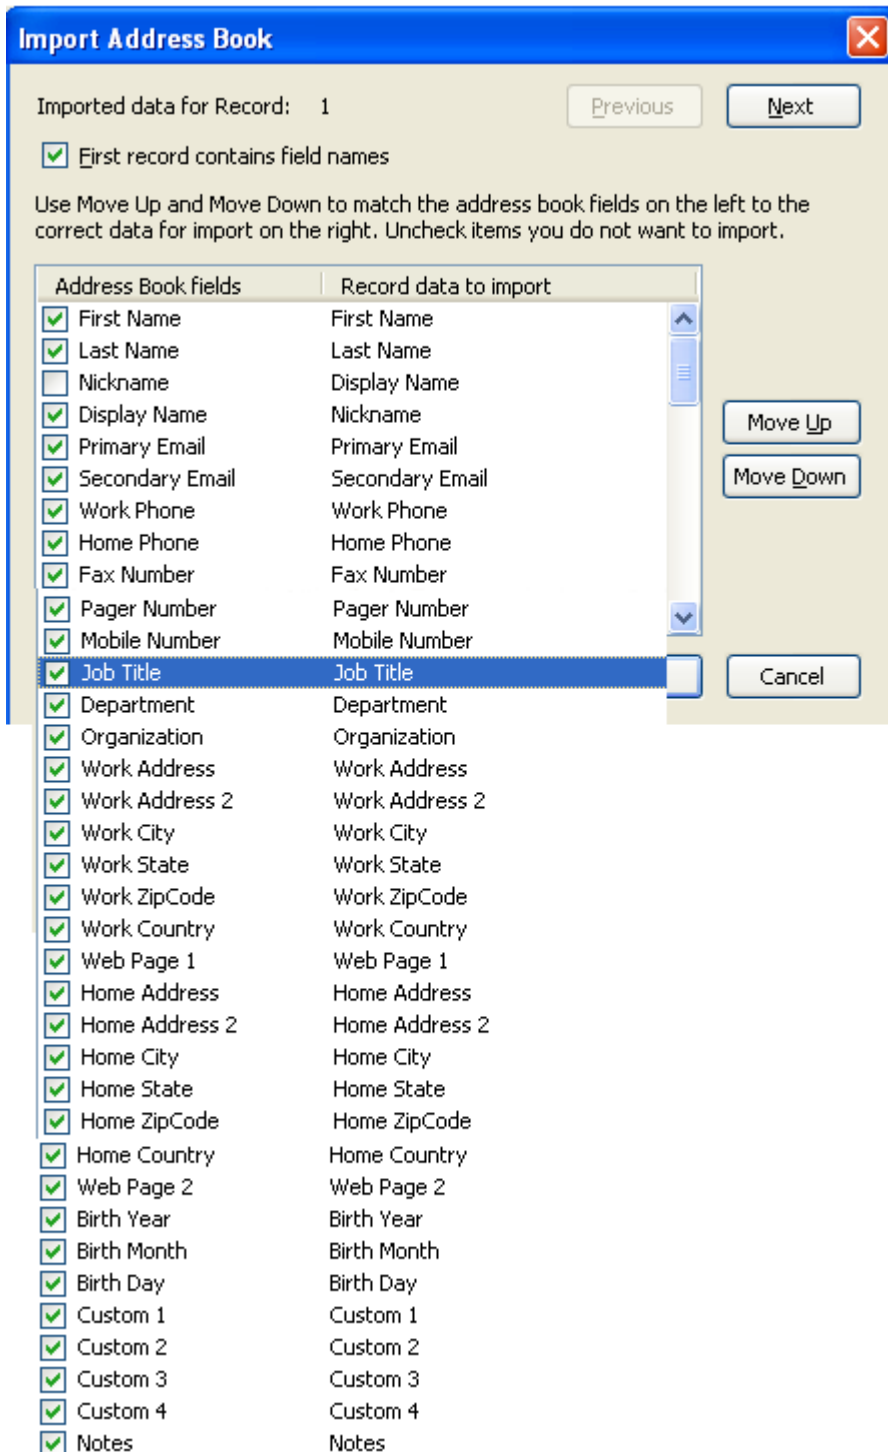 Import Address Book
Imported data for Record: 1 Previous Next
First record contains field names
Use Move Up and Move Down to match the address book fields on the left to the
correct data for import on the right. Uncheck items you do not want to import.
Address Book fields Record data to import
First Name First Name
Last Name Last Name
Nickname Display Name
Display Name Nickname
Move Up
Primary Email Primary Email
Secondary Email Secondary Email
Move Down
Work Phone Work Phone
Home Phone Home Phone
Fax Number Fax Number
Pager Number Pager Number
Mobile Number Mobile Number
Job Title Job Title
Cancel
Department Department
Organization Organization
Work Address Work Address
Work Address 2 Work Address 2
Work City Work City
Work State Work State
Work ZipCode Work ZipCode
Work Country Work Country
Web Page 1 Web Page 1
Home Address Home Address
Home Address 2 Home Address 2
Home City Home City
Home State Home State
Home ZipCode Home ZipCode
Home Country Home Country
Web Page 2 Web Page 2
Birth Year Birth Year
Birth Month Birth Month
Birth Day Birth Day
Custom 1 Custom 1
Custom 2 Custom 2
Custom 3 Custom 3
Custom 4 Custom 4
Notes Notes